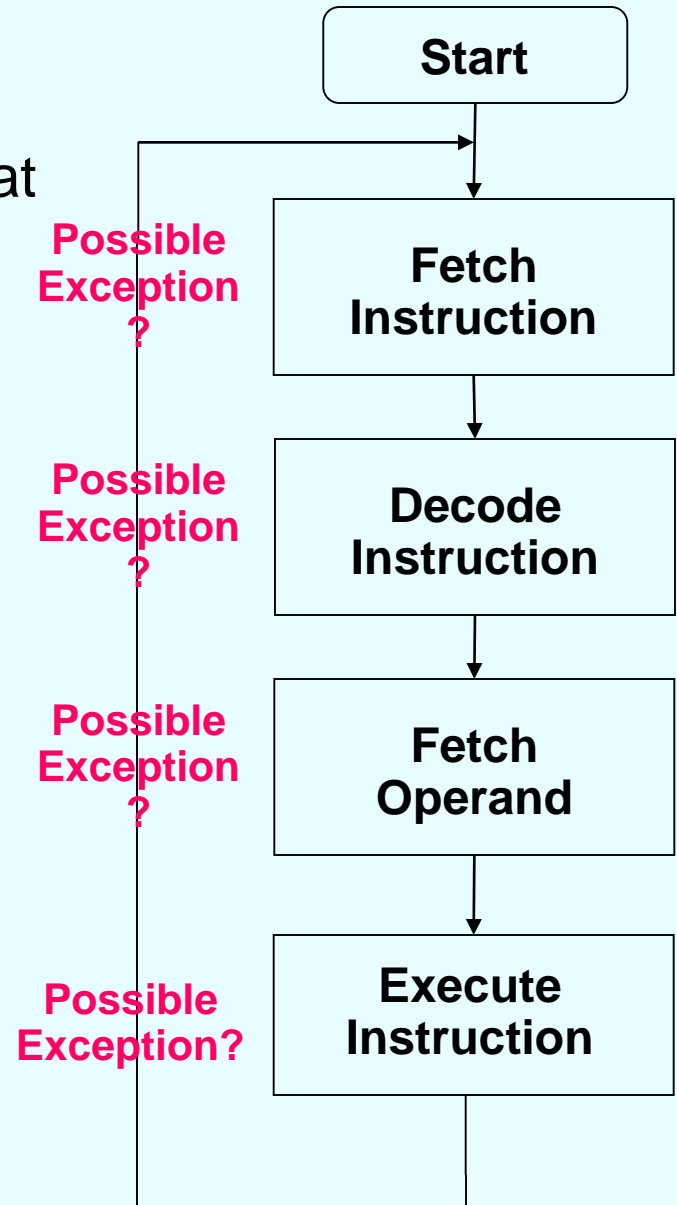 Start
at
Possible
Exception
?
Fetch
Instruction
Possible
Exception
?
Decode
Instruction
Possible
Exception
?
Fetch
Operand
Possible
Exception?
Execute
Instruction